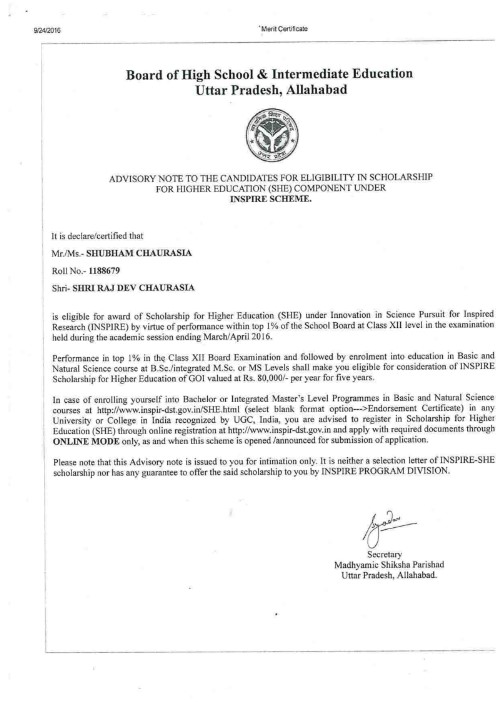 9/24/2016
Merit Certificate
Board of High School & Intermediate Education
Uttar Pradesh, Allahabad
ADVISORY NOTE TO THE CANDIDATES FOR ELIGIBILITY IN SCHOLARSHIP
FOR HIGHER EDUCATION (SHE) COMPONENT UNDER
INSPIRE SCHEME.
It is declare/certified that
Mr./Ms.- SHUBHAM CHAURASIA
Roll No.- 1188679
Shri- SHRI RAJ DEV CHAURASIA
is eligible for award of Scholarship for Higher Education (SHE) under Innovation in Science Pursuit for Inspired
Research (INSPIRE) by virtue of performance within top 1% of the School Board at Class XII level in the examination
held during the academic session ending March/April 2016.
Performance in top 1% in the Class XII Board Examination and followed by enrolment into education in Basic and
Natural Science course at B.Sc./integrated M.Sc. or MS Levels shall make you eligible for consideration of INSPIRE
Scholarship for Higher Education of GOI valued at Rs. 80,000/- per year for five years.
In case of enrolling yourself into Bachelor or Integrated Master's Level Programmes in Basic and Natural Science
courses at http://www.inspir-dst.gov.in/SHE.html (select blank format option--->Endorsement Certificate) in any
University or College in India recognized by UGC, India, you are advised to register in Scholarship for Higher
Education (SHE) through online registration at http://www.inspir-dst.gov.in and apply with required documents through
ONLINE MODE only, as and when this scheme is opened /announced for submission of application.
Please note that this Advisory note is issued to you for intimation only. It is neither a selection letter of INSPIRE-SHE
scholarship nor has any guarantee to offer the said scholarship to you by INSPIRE PROGRAM DIVISION.
Secretary
Madhyamic Shiksha Parishad
Uttar Pradesh, Allahabad.